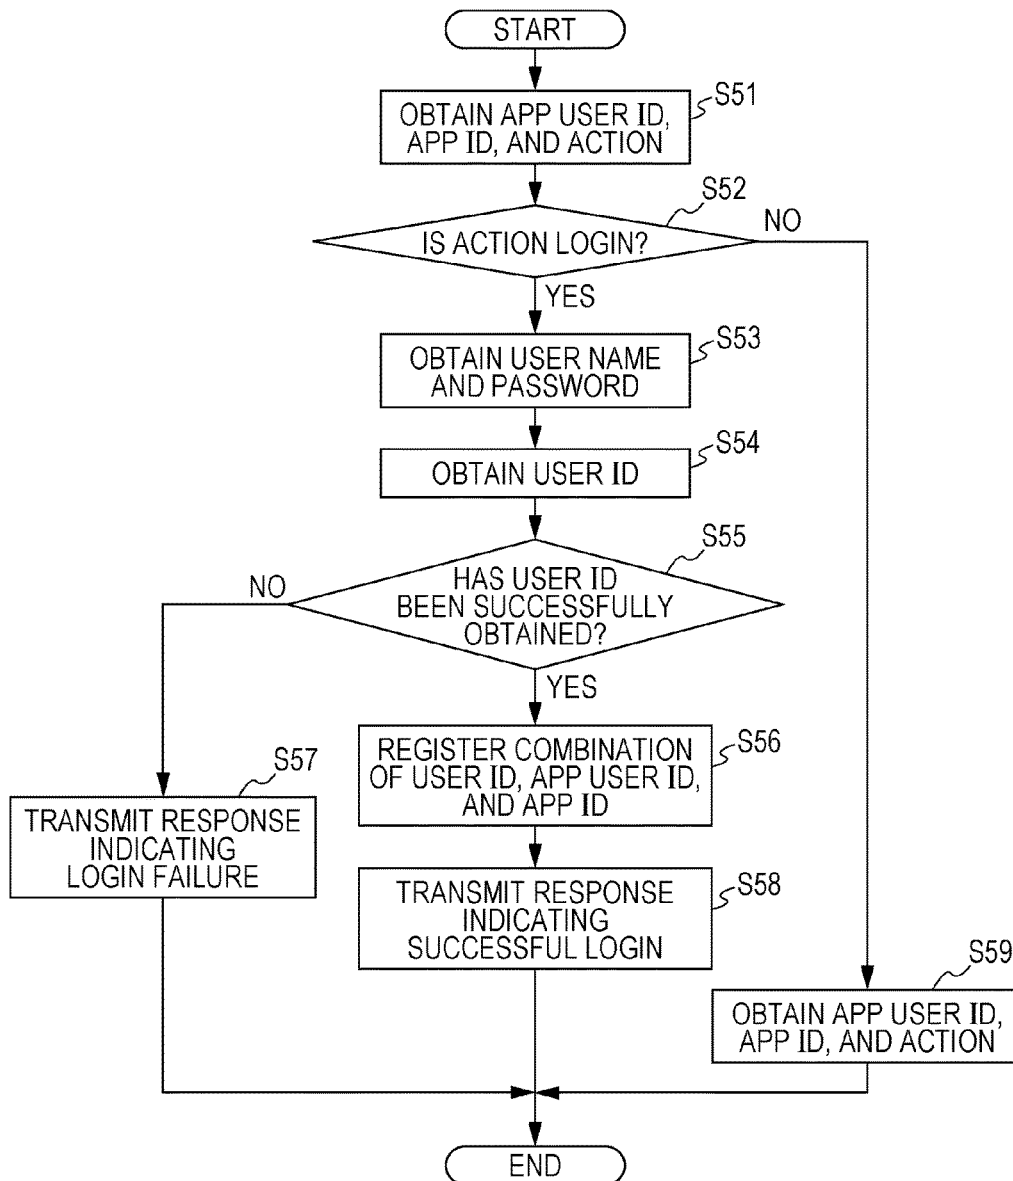 START
S51
OBTAIN APP USER ID,
APP ID, AND ACTION
S52
IS ACTION LOGIN?
NO
YES
S53
OBTAIN USER NAME
AND PASSWORD
S54
OBTAIN USER ID
S55
HAS USER ID
BEEN SUCCESSFULLY
OBTAINED?
NO
YES
S56
REGISTER COMBINATION
OF USER ID, APP USER ID,
AND APP ID
S57
TRANSMIT RESPONSE
INDICATING
LOGIN FAILURE
S58
TRANSMIT RESPONSE
INDICATING
SUCCESSFUL LOGIN
S59
OBTAIN APP USER ID,
APP ID, AND ACTION
END